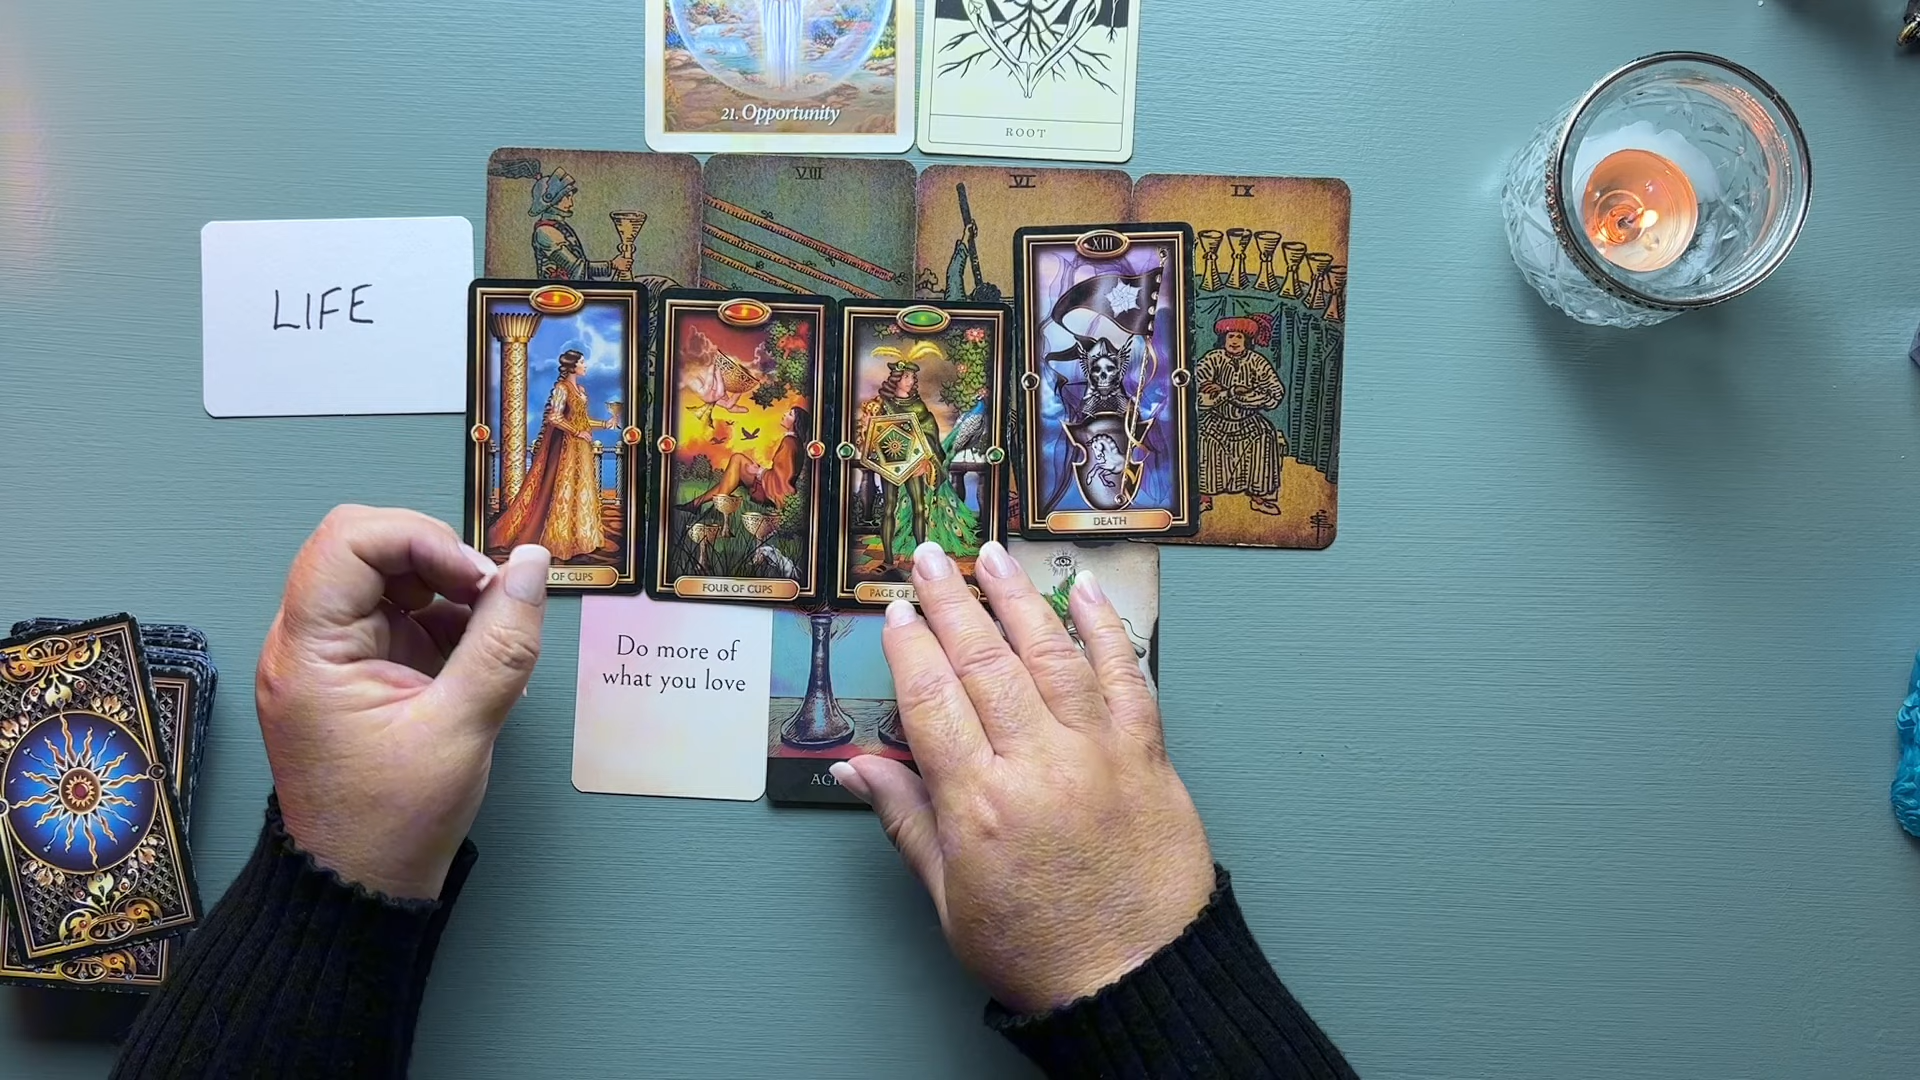 21. Opportunity
ROOT
VIII
VI
IX
XIII
LIFE
DEATH
OF CUPS
FOUR OF CUPS
PAGE OF
Do more of
what you love